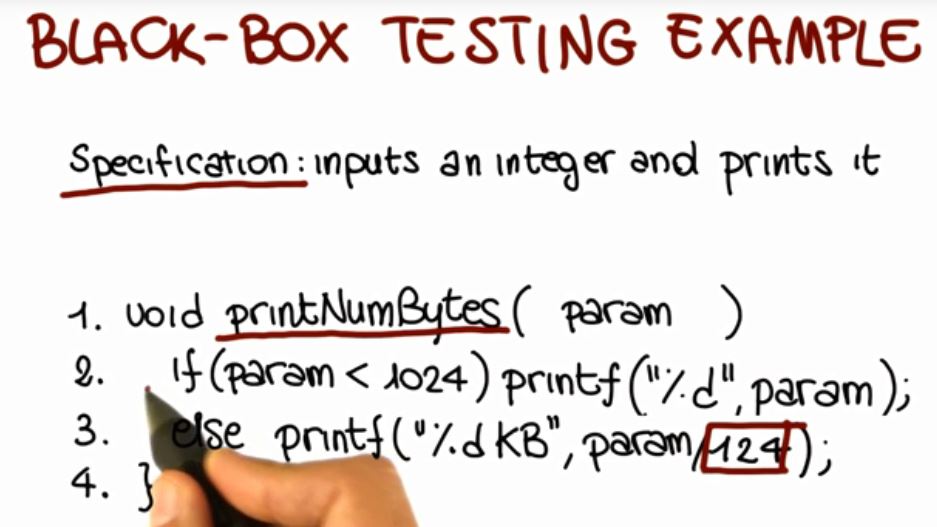 BLACK-BOX TESTING EXAMPLE
Specification: inputs an integer and prints it
1. void printNumBytes( param )
2. if(param < 1024) printf("%d", param);
3. else printf("%d KB", param/124);
4. }